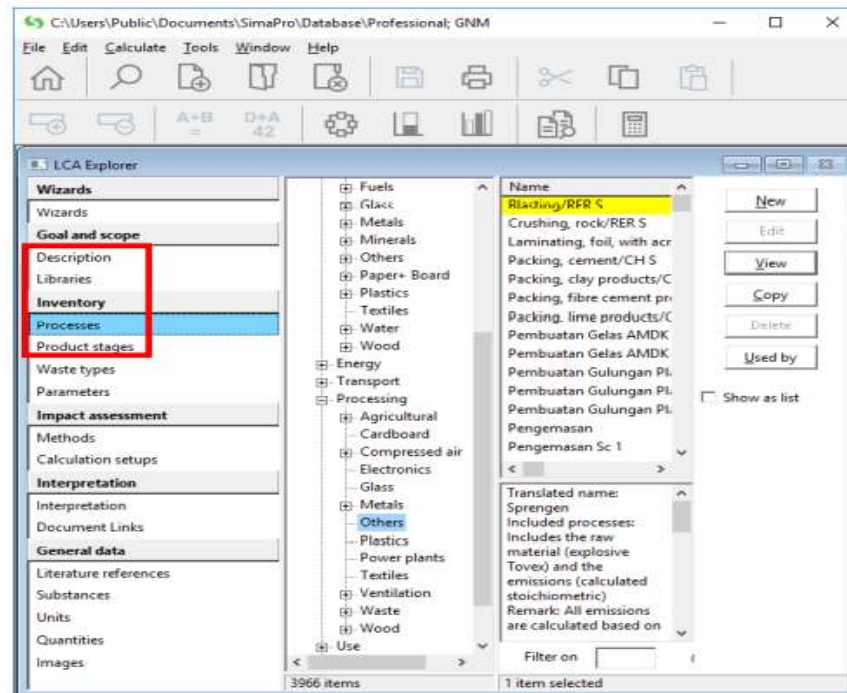 C:\Users\Public\Documents\SimaPro\Database\Professional; GNM
File Edit Calculate Tools Window Help
A+B
=
D+A
42
LCA Explorer
Wizards
Wizards
Goal and scope
Description
Libraries
Inventory
Processes
Product stages
Waste types
Parameters
Impact assessment
Methods
Calculation setups
Interpretation
Interpretation
Document Links
General data
Literature references
Substances
Units
Quantities
Images
Fuels
Glass
Metals
Minerals
Others
Paper+ Board
Plastics
Textiles
Water
Wood
Energy
Transport
Processing
Agricultural
Cardboard
Compressed air
Electronics
Glass
Metals
Others
Plastics
Power plants
Textiles
Ventilation
Waste
Wood
Use
3966 items
Name
Blasting/RER S
Crushing, rock/RER S
Laminating, foil, with acr
Packing, cement/CH S
Packing, clay products/C
Packing, fibre cement pr
Packing, lime products/C
Pembuatan Gelas AMDK
Pembuatan Gelas AMDK
Pembuatan Gulungan Pl
Pembuatan Gulungan Pl
Pembuatan Gulungan Pl
Pengemasan
Pengemasan Sc 1
Translated name:
Sprengen
Included processes:
Includes the raw
material (explosive
Tovex) and the
emissions (calculated
stoichiometric)
Remark: All emissions
are calculated based on
Filter on
1 item selected
New
Edit
View
Copy
Delete
Used by
Show as list